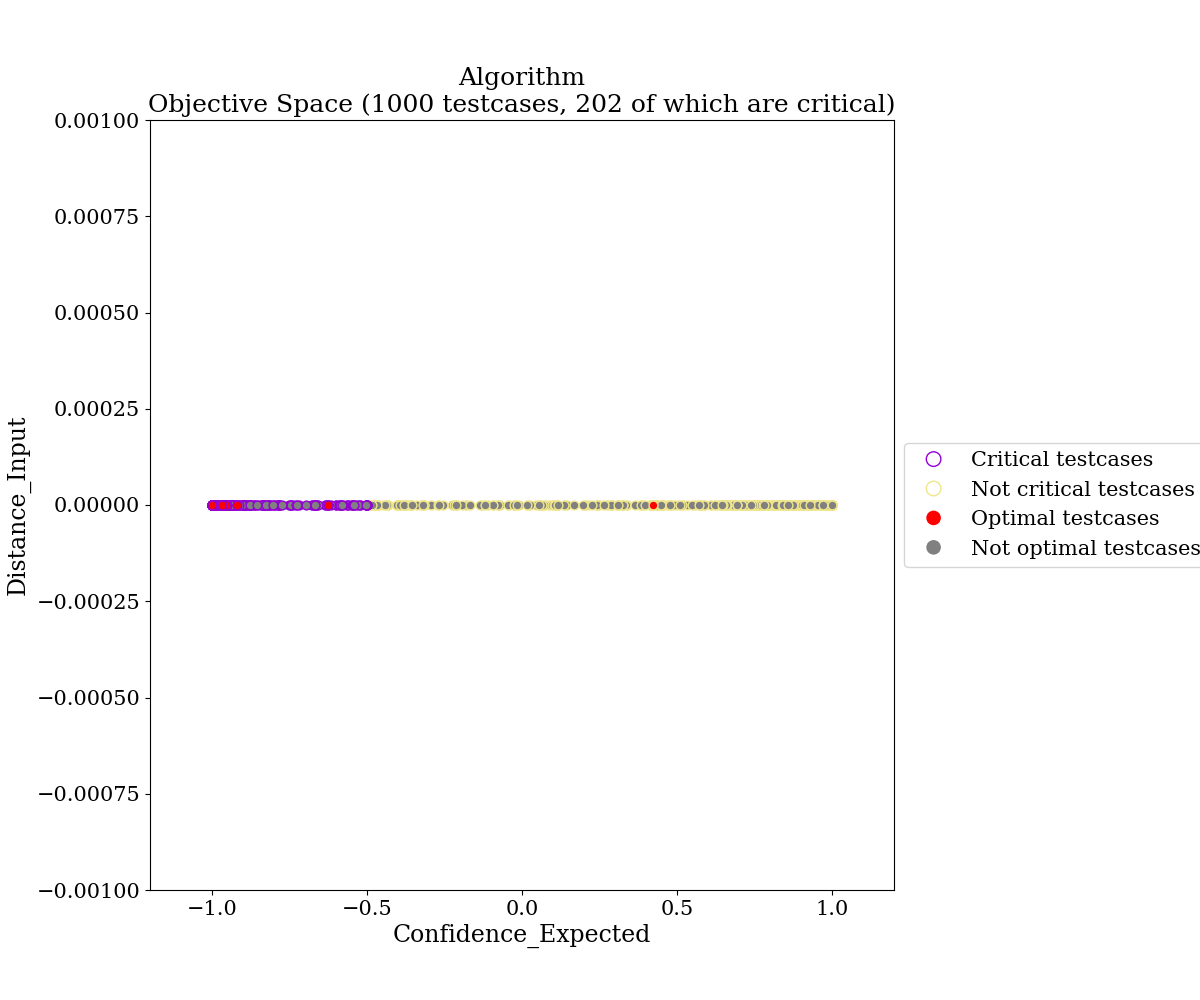 Algorithm
Objective Space (1000 testcases, 202 of which are critical)
0.00100
0.00075
0.00050
0.00025
0.00000
−0.00025
−0.00050
−0.00075
−0.00100
Distance_Input
−1.0
−0.5
0.0
0.5
1.0
Confidence_Expected
Critical testcases
Not critical testcases
Optimal testcases
Not optimal testcases